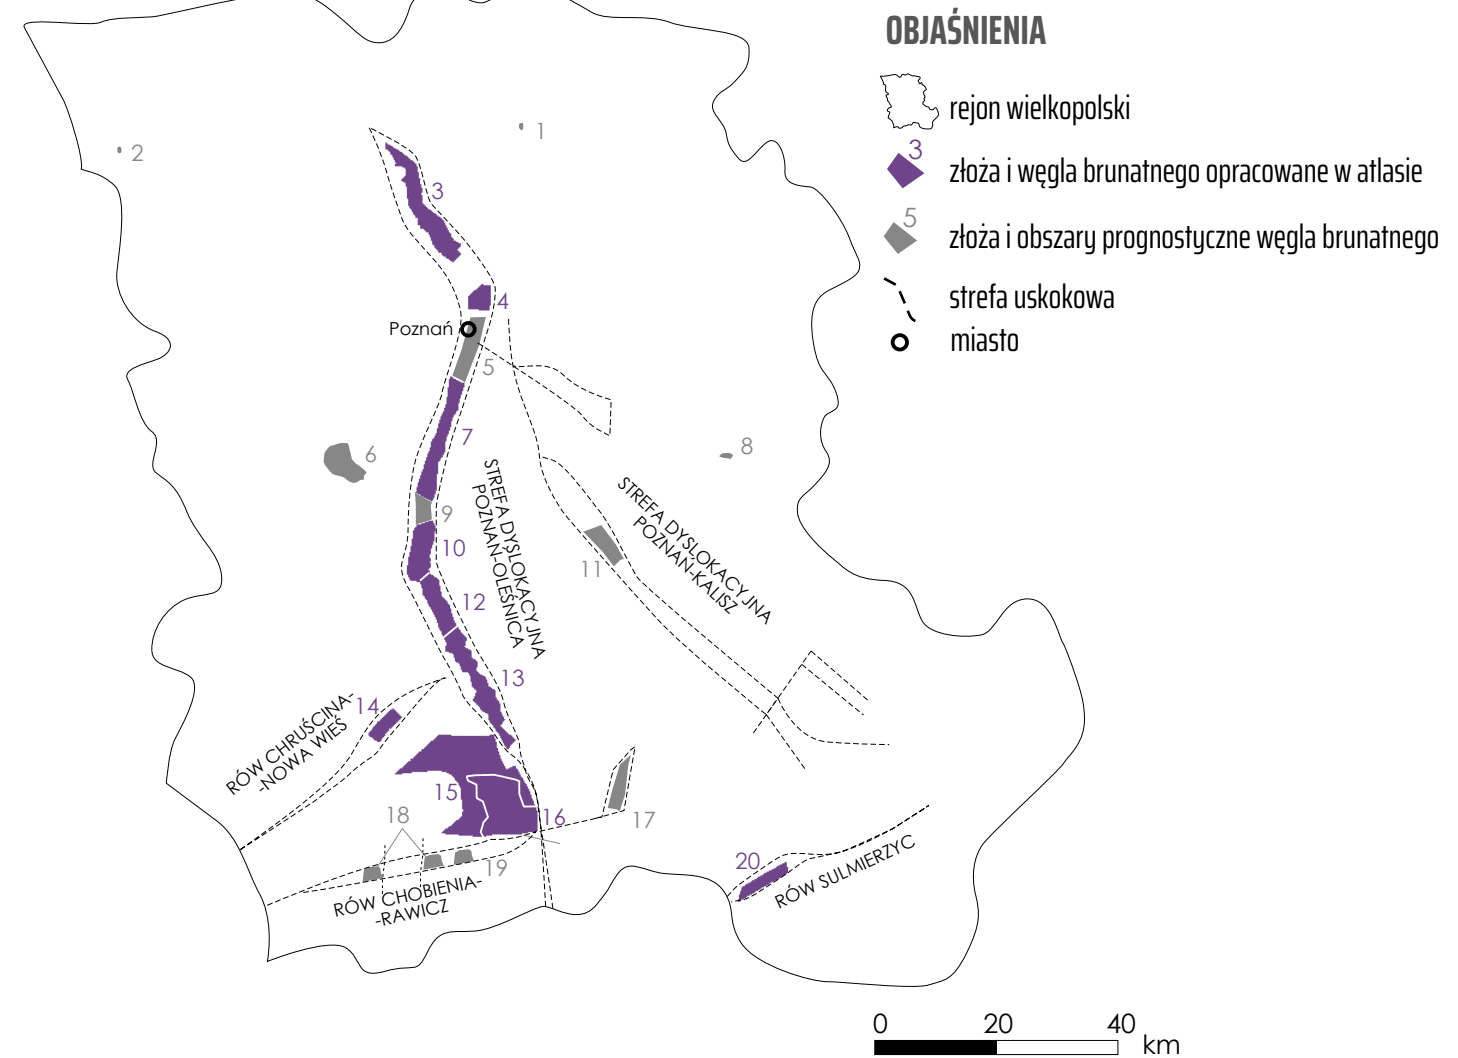 OBJAŚNIENIA
rejon wielkopolski
3
złoża i węgla brunatnego opracowane w atlasie
5
złoża i obszary prognostyczne węgla brunatnego
strefa uskokowa
miasto
1
2
3
4
Poznań
5
7
6
8
9
10
11
12
13
14
15
16
17
18
19
20
STREFA DYSLOKACYJNA
POZNAŃ-OLEŚNICA
STREFA DYSLOKACYJNA
POZNAŃ-KALISZ
RÓW CHRUŚCINA-
-NOWA WIEŚ
RÓW CHOBIENIA-
-RAWICZ
RÓW SULMIERZYC
0 20 40
km